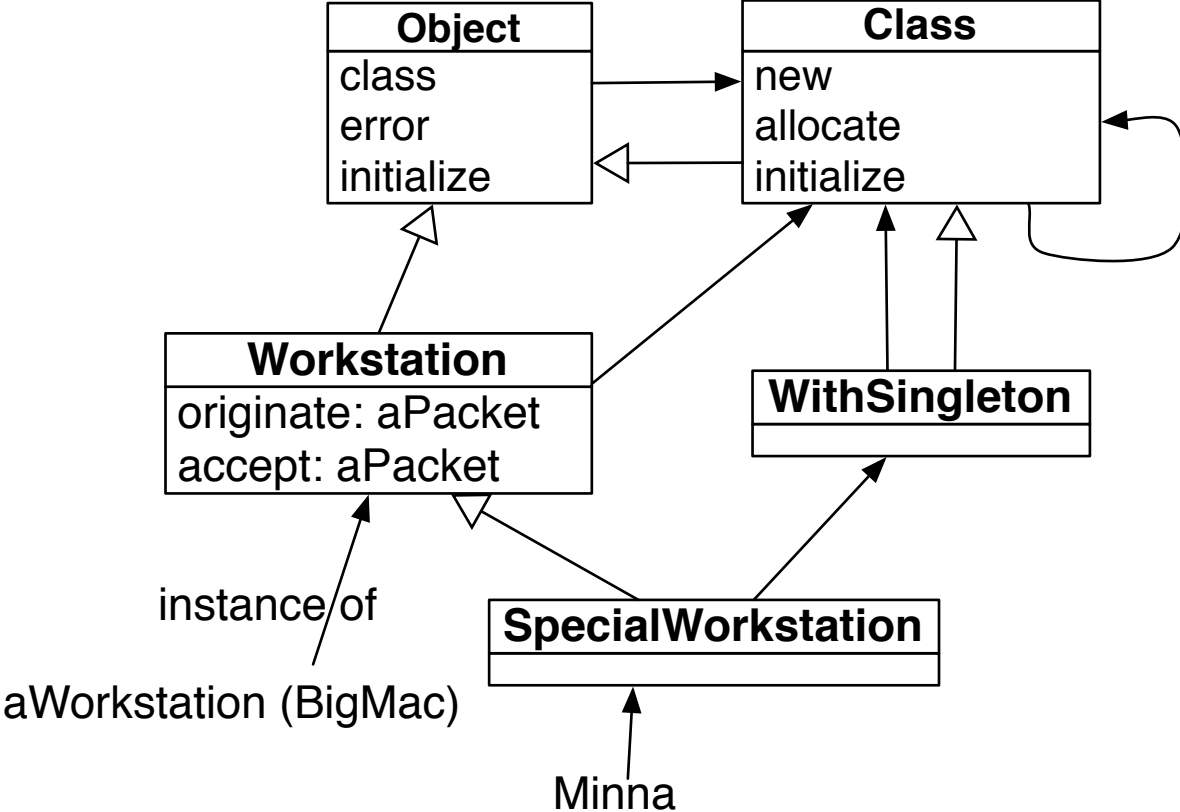 Object
class
error
initialize
Class
new
allocate
initialize
Workstation
originate: aPacket
accept: aPacket
WithSingleton
instance of
SpecialWorkstation
aWorkstation (BigMac)
Minna